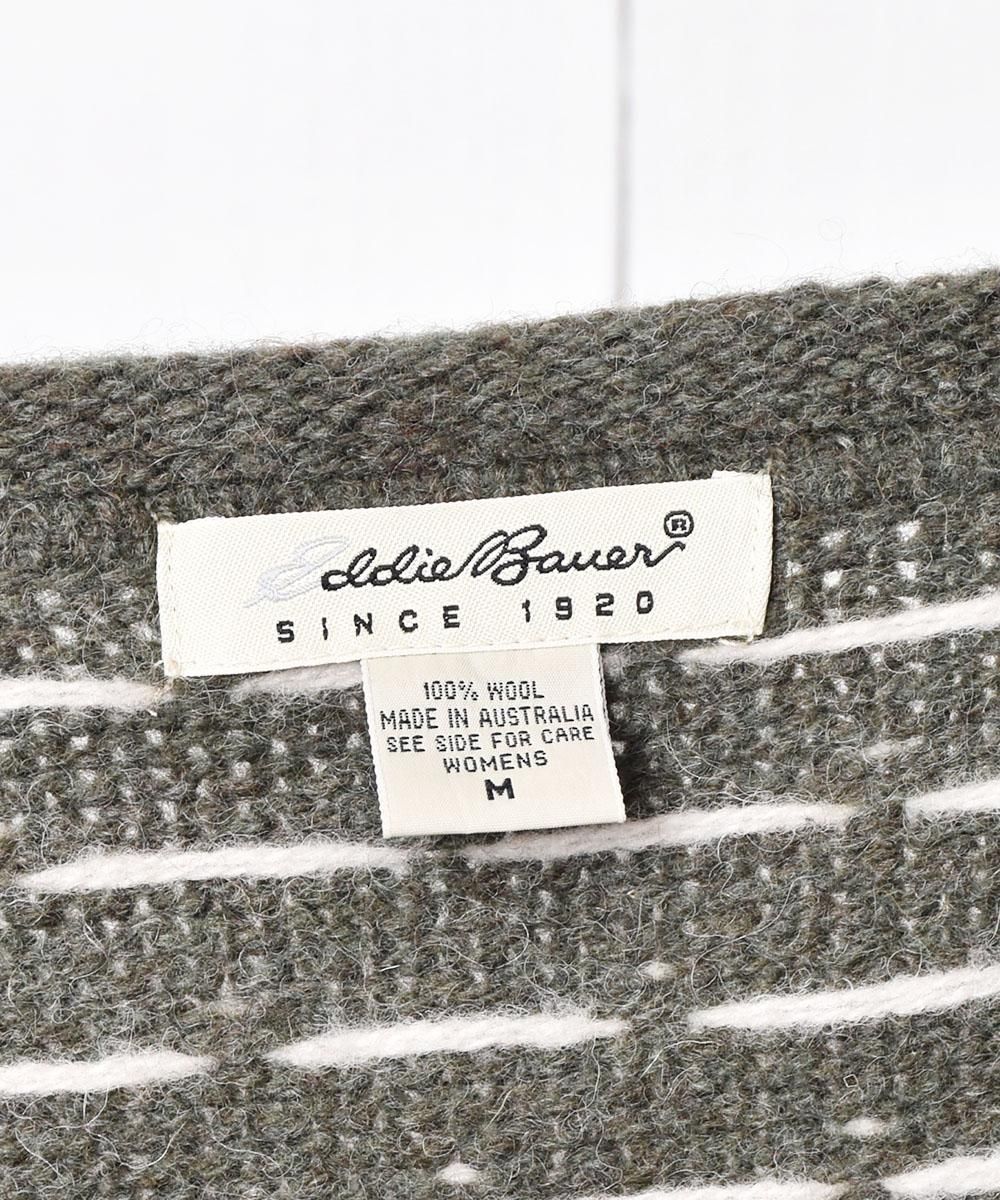 Eddie Bauer®
SINCE 1920
100% WOOL
MADE IN AUSTRALIA
SEE SIDE FOR CARE
WOMENS
M